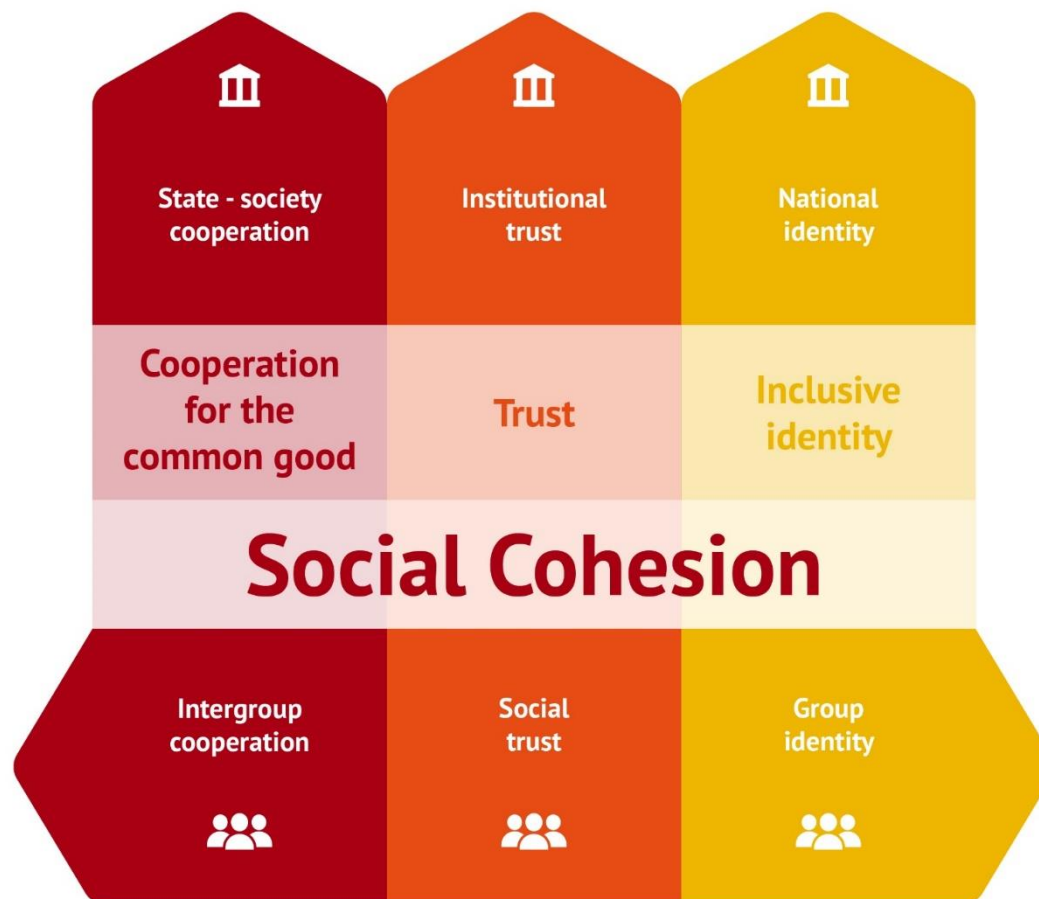 State - society
cooperation
Institutional
trust
National
identity
Cooperation
for the
common good
Trust
Inclusive
identity
Social Cohesion
Intergroup
cooperation
Social
trust
Group
identity